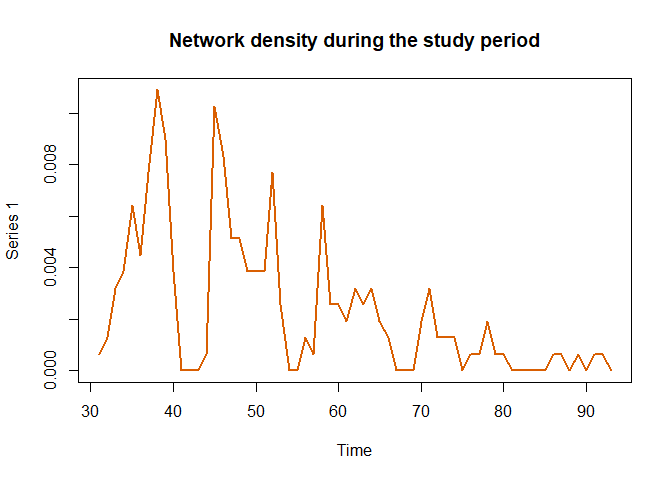 Network density during the study period
Series 1
0.008
0.004
0.000
30 40 50 60 70 80 90
Time